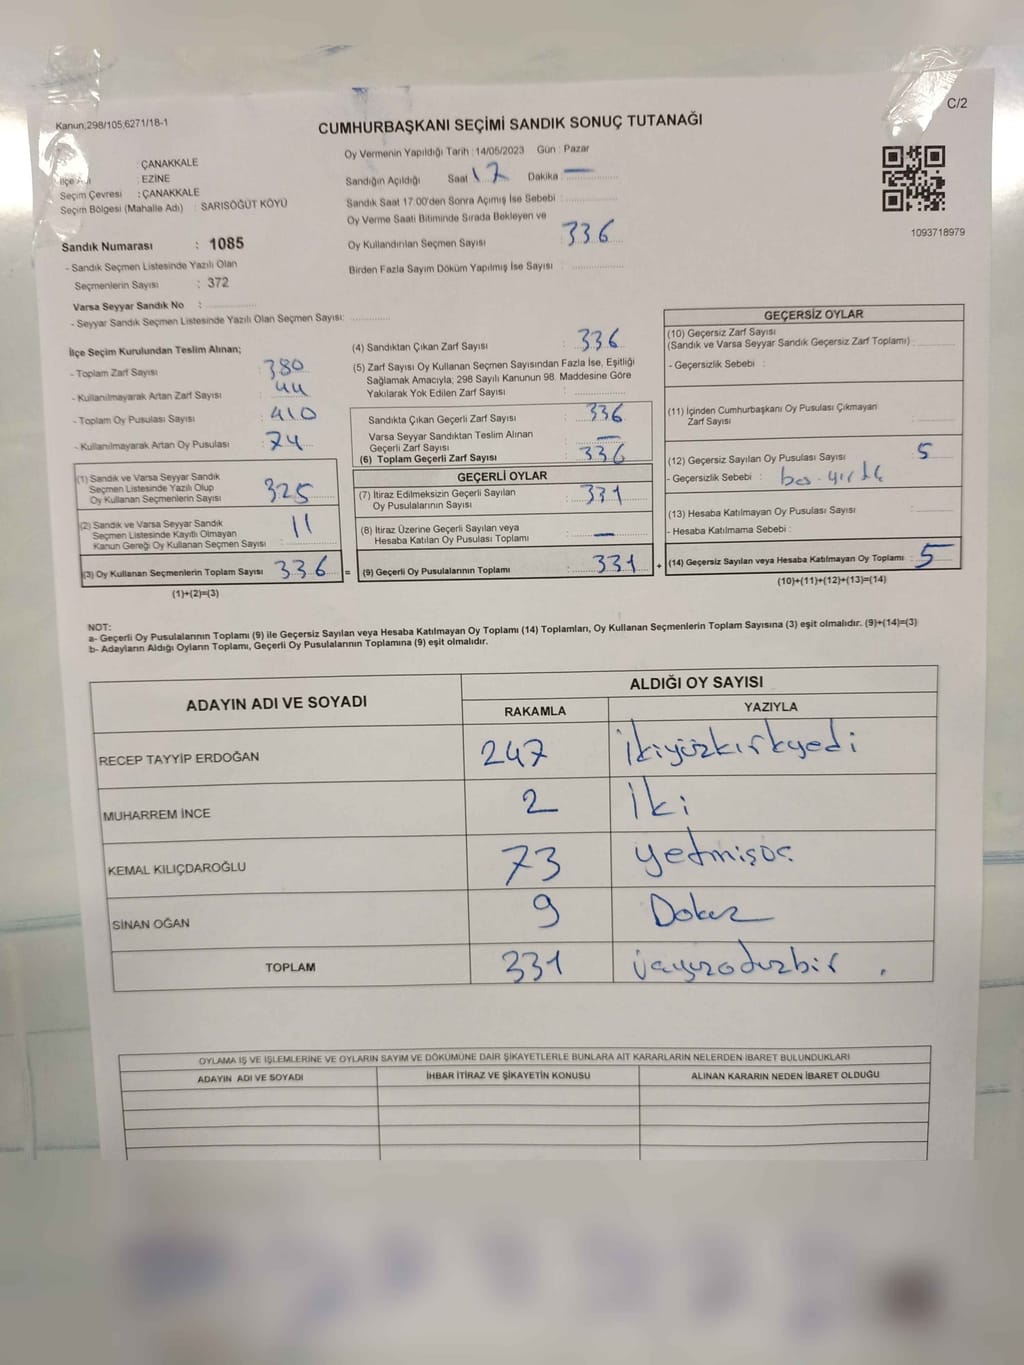 Kanun;298/105;6271/18-1
C/2
CUMHURBAŞKANI SEÇİMİ SANDIK SONUÇ TUTANAĞI
: ÇANAKKALE
: EZİNE
Seçim Çevresi : ÇANAKKALE
Seçim Bölgesi (Mahalle Adı) : SARISÖĞÜT KÖYÜ
Sandık Numarası : 1085
- Sandık Seçmen Listesinde Yazılı Olan
Seçmenlerin Sayısı : 372
Varsa Seyyar Sandık No :
- Seyyar Sandık Seçmen Listesinde Yazılı Olan Seçmen Sayısı:
Oy Vermenin Yapıldığı Tarih : 14/05/2023 Gün : Pazar
Sandığın Açıldığı Saat 17 Dakika : —
Sandık Saat 17:00'den Sonra Açımış İse Sebebi :
Oy Verme Saati Bitiminde Sırada Bekleyen ve
Oy Kullandırılan Seçmen Sayısı : 336
Birden Fazla Sayım Döküm Yapılmış İse Sayısı :
1093718979
İlçe Seçim Kurulundan Teslim Alınan;
- Toplam Zarf Sayısı : 380
- Kullanılmayarak Artan Zarf Sayısı : 44
- Toplam Oy Pusulası Sayısı : 410
- Kullanılmayarak Artan Oy Pusulası : 74
(1) Sandık ve Varsa Seyyar Sandık
Seçmen Listesinde Yazılı Olup
Oy Kullanan Seçmenlerin Sayısı : 325
(2) Sandık ve Varsa Seyyar Sandık
Seçmen Listesinde Kayıtlı Olmayan
Kanun Gereği Oy Kullanan Seçmen Sayısı : 11
(3) Oy Kullanan Seçmenlerin Toplam Sayısı : 336
(1)+(2)=(3)
(4) Sandıktan Çıkan Zarf Sayısı : 336
(5) Zarf Sayısı Oy Kullanan Seçmen Sayısından Fazla İse, Eşitliği
Sağlamak Amacıyla; 298 Sayılı Kanunun 98. Maddesine Göre
Yakılarak Yok Edilen Zarf Sayısı :
Sandıkta Çıkan Geçerli Zarf Sayısı : 336
Varsa Seyyar Sandıktan Teslim Alınan
Geçerli Zarf Sayısı : —
(6) Toplam Geçerli Zarf Sayısı : 336
GEÇERLİ OYLAR
(7) İtiraz Edilmeksizin Geçerli Sayılan
Oy Pusulalarının Sayısı : 331
(8) İtiraz Üzerine Geçerli Sayılan veya
Hesaba Katılan Oy Pusulası Toplamı : —
= (9) Geçerli Oy Pusulalarının Toplamı : 331
GEÇERSİZ OYLAR
(10) Geçersiz Zarf Sayısı
(Sandık ve Varsa Seyyar Sandık Geçersiz Zarf Toplamı) :
- Geçersizlik Sebebi :
(11) İçinden Cumhurbaşkanı Oy Pusulası Çıkmayan
Zarf Sayısı :
(12) Geçersiz Sayılan Oy Pusulası Sayısı : 5
- Geçersizlik Sebebi :
(13) Hesaba Katılmayan Oy Pusulası Sayısı :
- Hesaba Katılmama Sebebi :
+ (14) Geçersiz Sayılan veya Hesaba Katılmayan Oy Toplamı : 5
(10)+(11)+(12)+(13)=(14)
NOT:
a- Geçerli Oy Pusulalarının Toplamı (9) ile Geçersiz Sayılan veya Hesaba Katılmayan Oy Toplamı (14) Toplamları, Oy Kullanan Seçmenlerin Toplam Sayısına (3) eşit olmalıdır. (9)+(14)=(3)
b- Adayların Aldığı Oyların Toplamı, Geçerli Oy Pusulalarının Toplamına (9) eşit olmalıdır.
ADAYIN ADI VE SOYADI
ALDIĞI OY SAYISI
RAKAMLA YAZIYLA
RECEP TAYYİP ERDOĞAN 247 ikiyüzkırkyedi
MUHARREM İNCE 2 iki
KEMAL KILIÇDAROĞLU 73 yetmişüç
SİNAN OĞAN 9 Dokuz
TOPLAM 331 üçyüzotuzbir
OYLAMA İŞ VE İŞLEMLERİNE VE OYLARIN SAYIM VE DÖKÜMÜNE DAİR ŞİKAYETLERLE BUNLARA AİT KARARLARIN NELERDEN İBARET BULUNDUKLARI
ADAYIN ADI VE SOYADI İHBAR İTİRAZ VE ŞİKAYETİN KONUSU ALINAN KARARIN NEDEN İBARET OLDUĞU